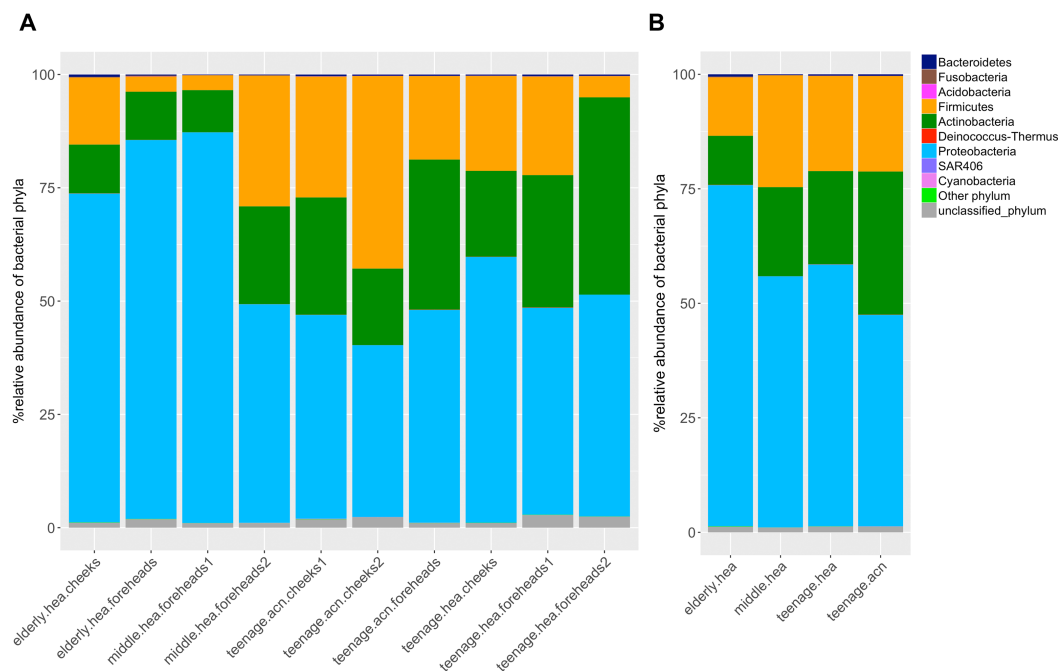 A
%relative abundance of bacterial phyla
100
75
50
25
0
elderly.hea.cheeks
elderly.hea.foreheads
middle.hea.foreheads1
middle.hea.foreheads2
teenage.acn.cheeks1
teenage.acn.cheeks2
teenage.acn.foreheads
teenage.hea.cheeks
teenage.hea.foreheads1
teenage.hea.foreheads2
B
%relative abundance of bacterial phyla
100
75
50
25
0
elderly.hea
middle.hea
teenage.hea
teenage.acn
Bacteroidetes
Fusobacteria
Acidobacteria
Firmicutes
Actinobacteria
Deinococcus-Thermus
Proteobacteria
SAR406
Cyanobacteria
Other phylum
unclassified_phylum